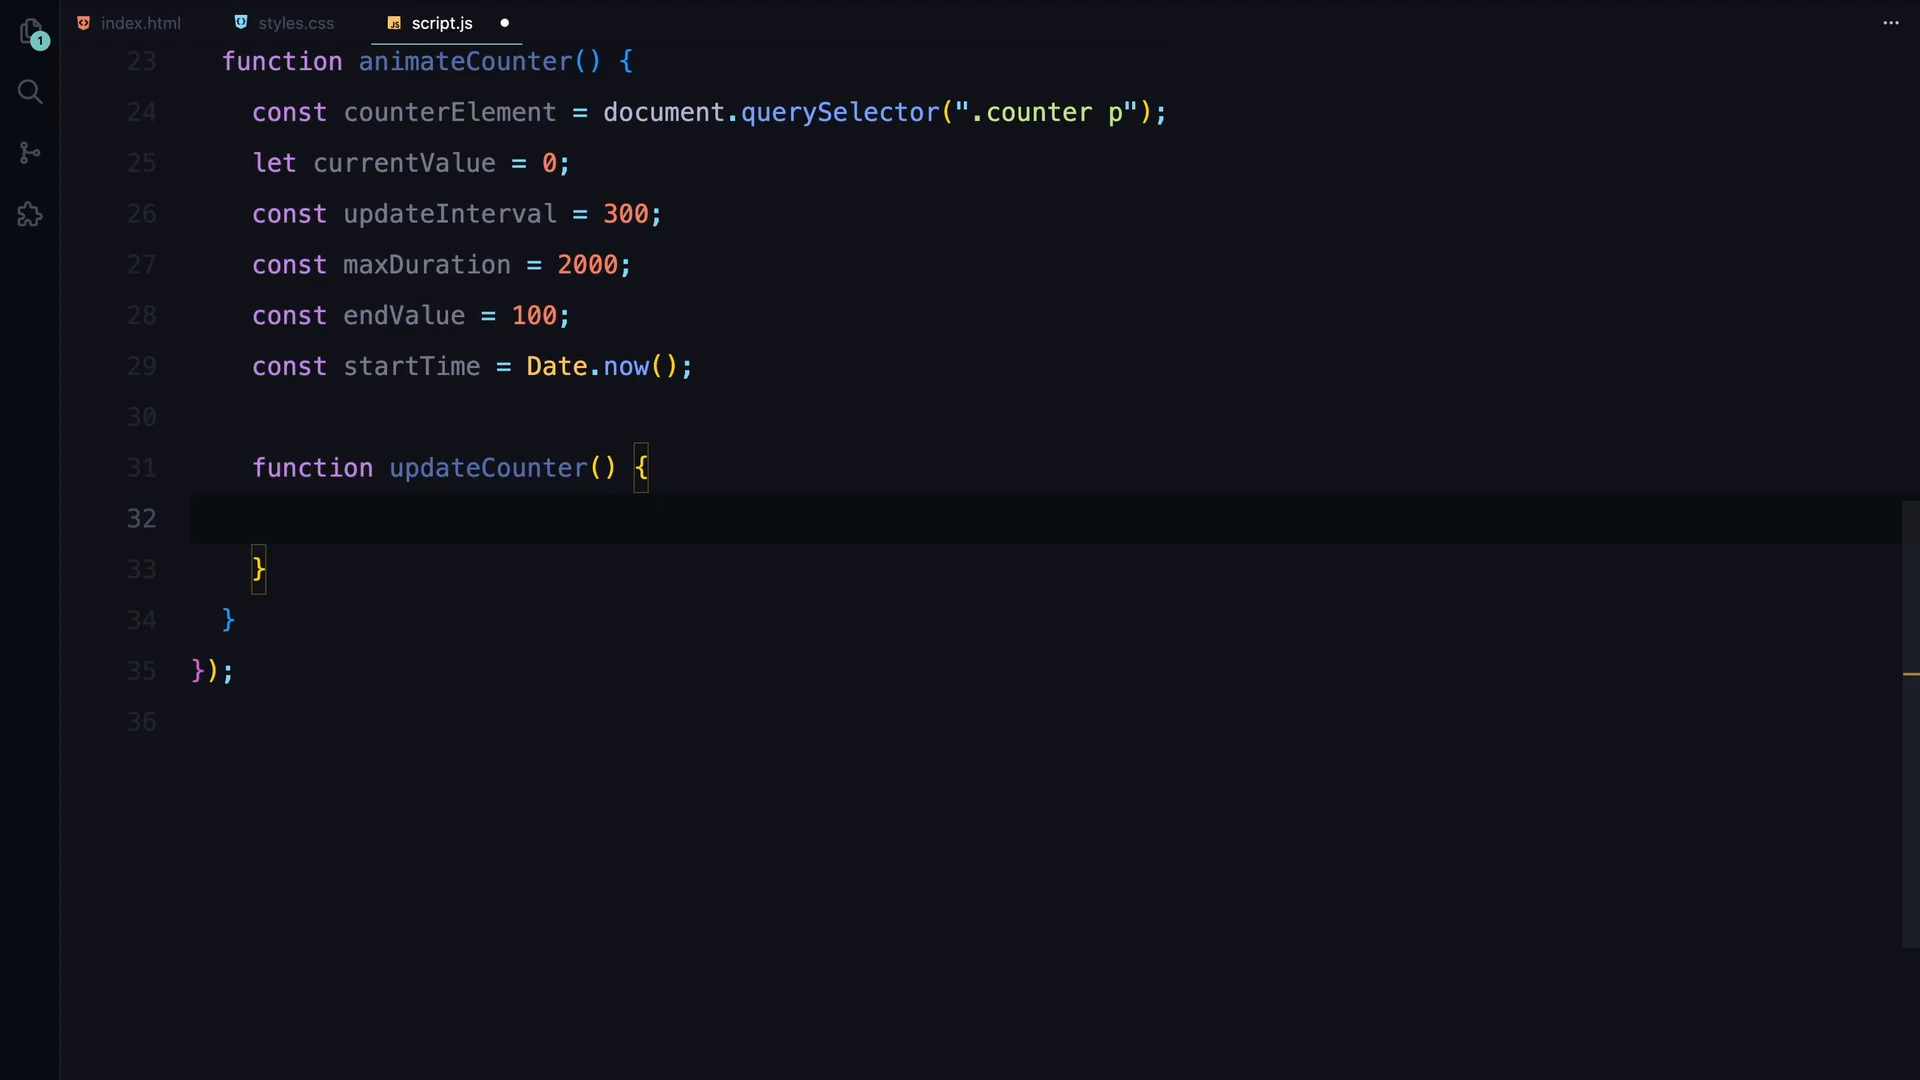 index.html styles.css script.js
1
23 function animateCounter() {
24 const counterElement = document.querySelector(".counter p");
25 let currentValue = 0;
26 const updateInterval = 300;
27 const maxDuration = 2000;
28 const endValue = 100;
29 const startTime = Date.now();
30
31 function updateCounter() {
32
33 }
34 }
35 });
36